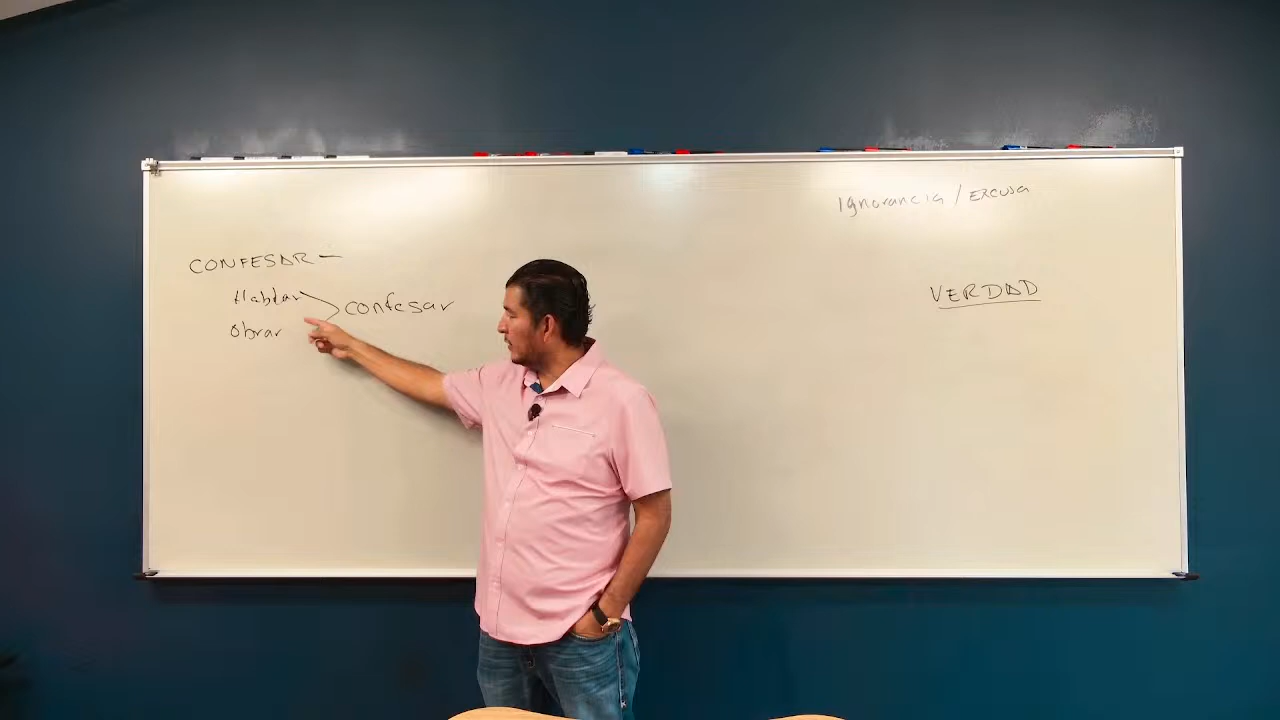 Ignorancia / Excusa
CONFESAR —
Hablar
confesar
Obrar
VERDAD